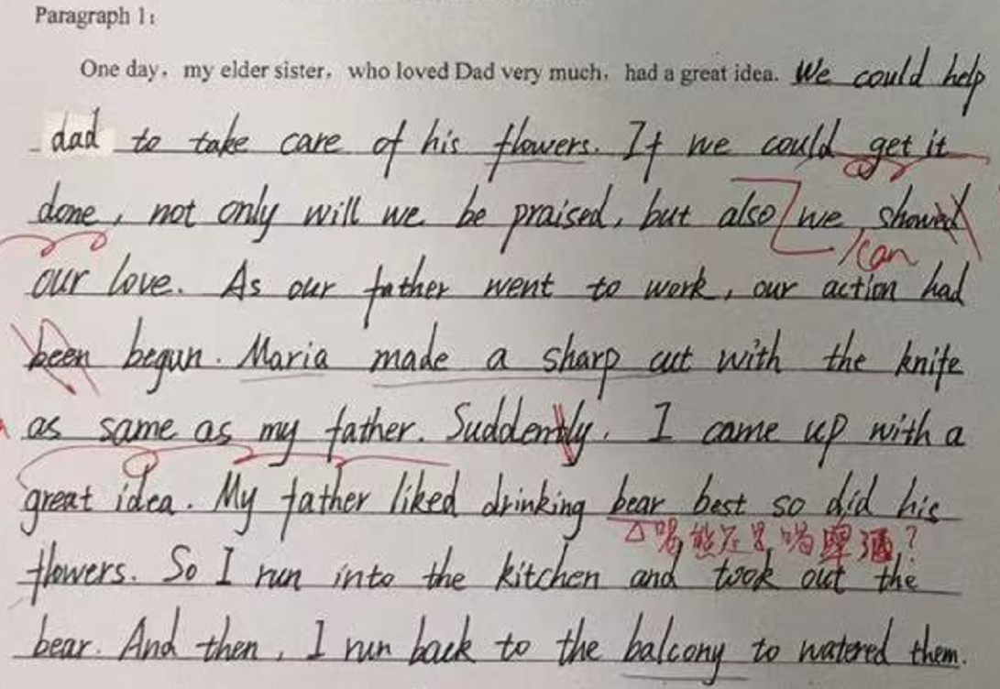 Paragraph 1:
One day, my elder sister, who loved Dad very much, had a great idea. We could help
dad to take care of his flowers. If we could get it
done, not only will we be praised, but also we showed
can
our love. As our father went to work, our action had
been begun. Maria made a sharp cut with the knife
as same as my father. Suddently. I came up with a
great idea. My father liked drinking bear best so did his
喝熊还是喝啤酒?
flowers. So I run into the kitchen and took out the
bear. And then, I run back to the balcony to watered them.